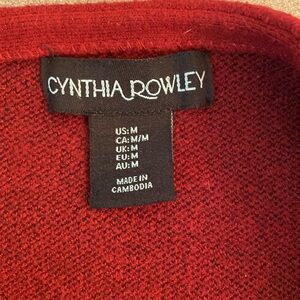 CYNTHIA ROWLEY
US: M
CA: M/M
UK: M
EU: M
AU: M
MADE IN
CAMBODIA